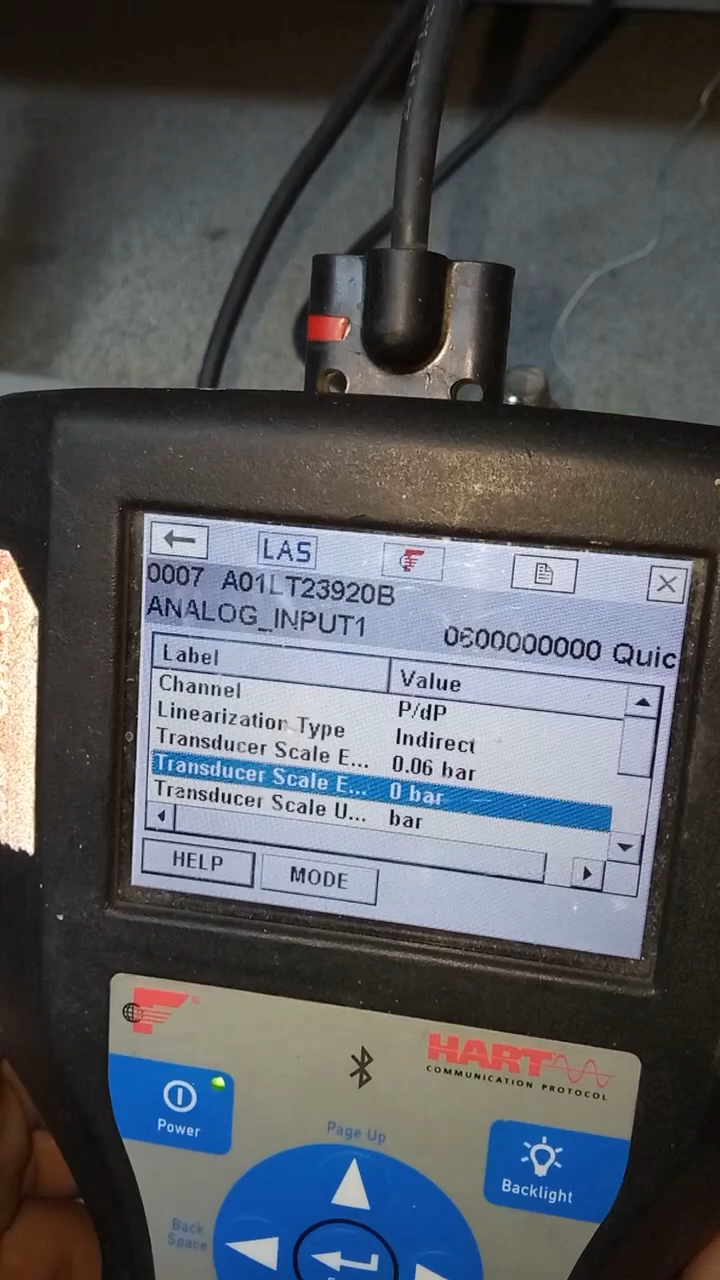 LAS
0007 A01LT23920B
ANALOG_INPUT1 0600000000 Quic
Label Value
Channel P/dP
Linearization Type Indirect
Transducer Scale E... 0.06 bar
Transducer Scale E... 0 bar
Transducer Scale U... bar
HELP MODE
HART
COMMUNICATION PROTOCOL
Power
Page Up
Backlight
Back
Space